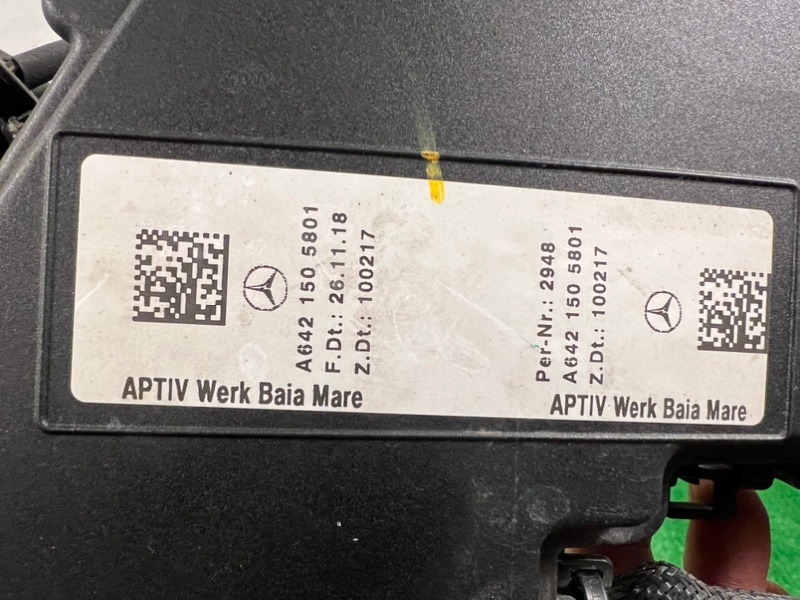 A642 150 5801
F.Dt.: 26.11.18
Z.Dt.: 100217
APTIV Werk Baia Mare
Per-Nr.: 2948
A642 150 5801
Z.Dt.: 100217
APTIV Werk Baia Mare